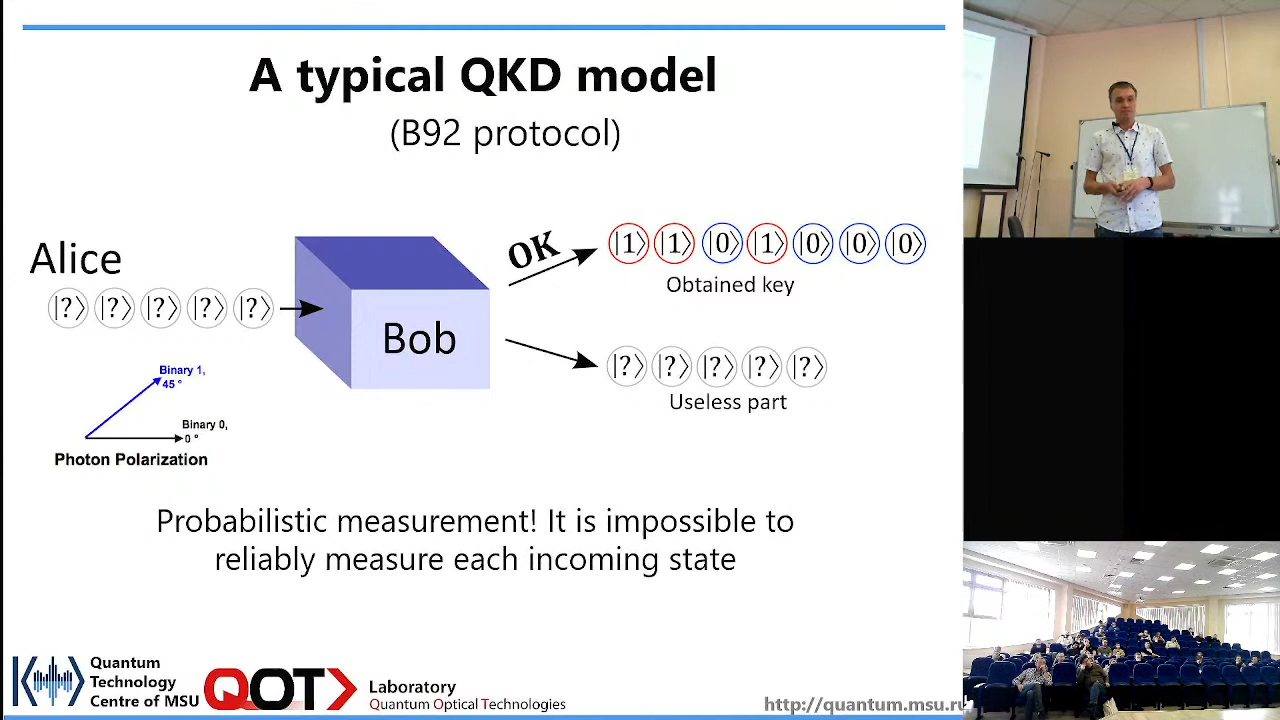 A typical QKD model
(B92 protocol)
Alice
|?⟩ |?⟩ |?⟩ |?⟩ |?⟩
Bob
OK
|1⟩ |1⟩ |0⟩ |1⟩ |0⟩ |0⟩ |0⟩
Obtained key
|?⟩ |?⟩ |?⟩ |?⟩ |?⟩
Useless part
Binary 1,
45 °
Binary 0,
0 °
Photon Polarization
Probabilistic measurement! It is impossible to
reliably measure each incoming state
Quantum
Technology
Centre of MSU
QOT
Laboratory
Quantum Optical Technologies
http://quantum.msu.ru